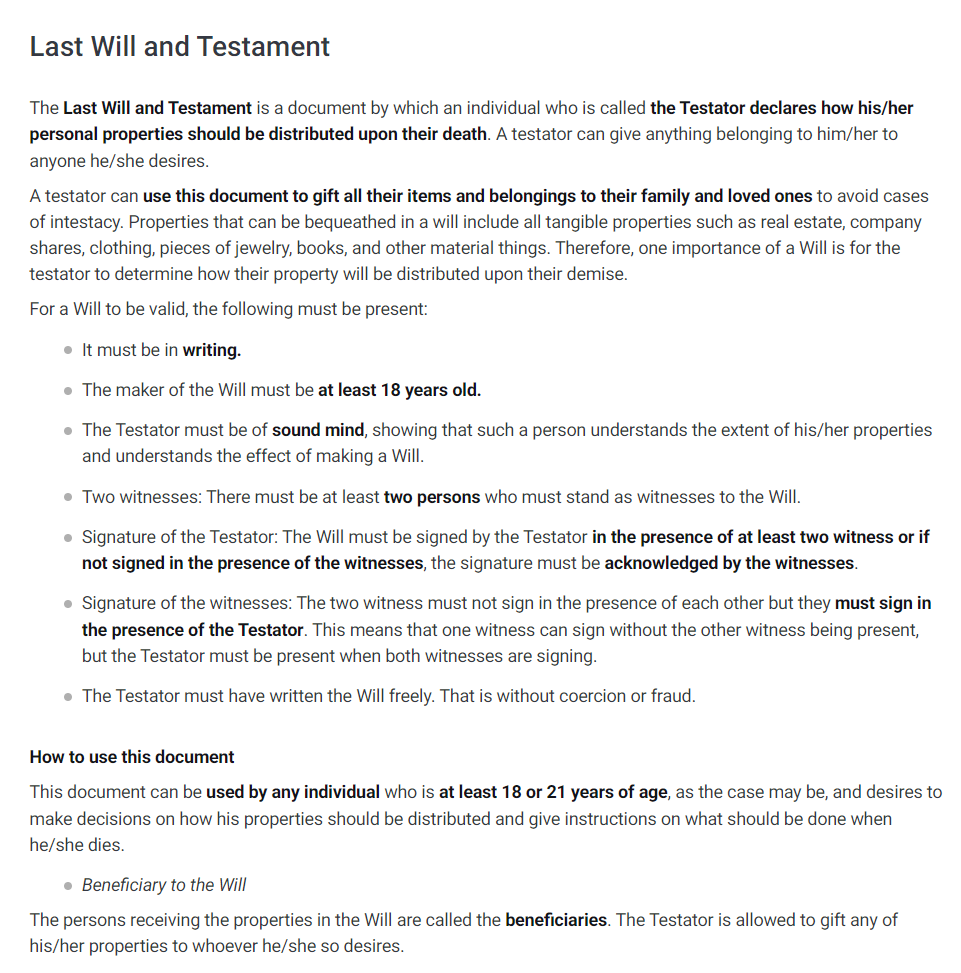 Last Will and Testament
The Last Will and Testament is a document by which an individual who is called the Testator declares how his/her
personal properties should be distributed upon their death. A testator can give anything belonging to him/her to
anyone he/she desires.
A testator can use this document to gift all their items and belongings to their family and loved ones to avoid cases
of intestacy. Properties that can be bequeathed in a will include all tangible properties such as real estate, company
shares, clothing, pieces of jewelry, books, and other material things. Therefore, one importance of a Will is for the
testator to determine how their property will be distributed upon their demise.
For a Will to be valid, the following must be present:
It must be in writing.
The maker of the Will must be at least 18 years old.
The Testator must be of sound mind, showing that such a person understands the extent of his/her properties
and understands the effect of making a Will.
Two witnesses: There must be at least two persons who must stand as witnesses to the Will.
Signature of the Testator: The Will must be signed by the Testator in the presence of at least two witness or if
not signed in the presence of the witnesses, the signature must be acknowledged by the witnesses.
Signature of the witnesses: The two witness must not sign in the presence of each other but they must sign in
the presence of the Testator. This means that one witness can sign without the other witness being present,
but the Testator must be present when both witnesses are signing.
The Testator must have written the Will freely. That is without coercion or fraud.
How to use this document
This document can be used by any individual who is at least 18 or 21 years of age, as the case may be, and desires to
make decisions on how his properties should be distributed and give instructions on what should be done when
he/she dies.
Beneficiary to the Will
The persons receiving the properties in the Will are called the beneficiaries. The Testator is allowed to gift any of
his/her properties to whoever he/she so desires.